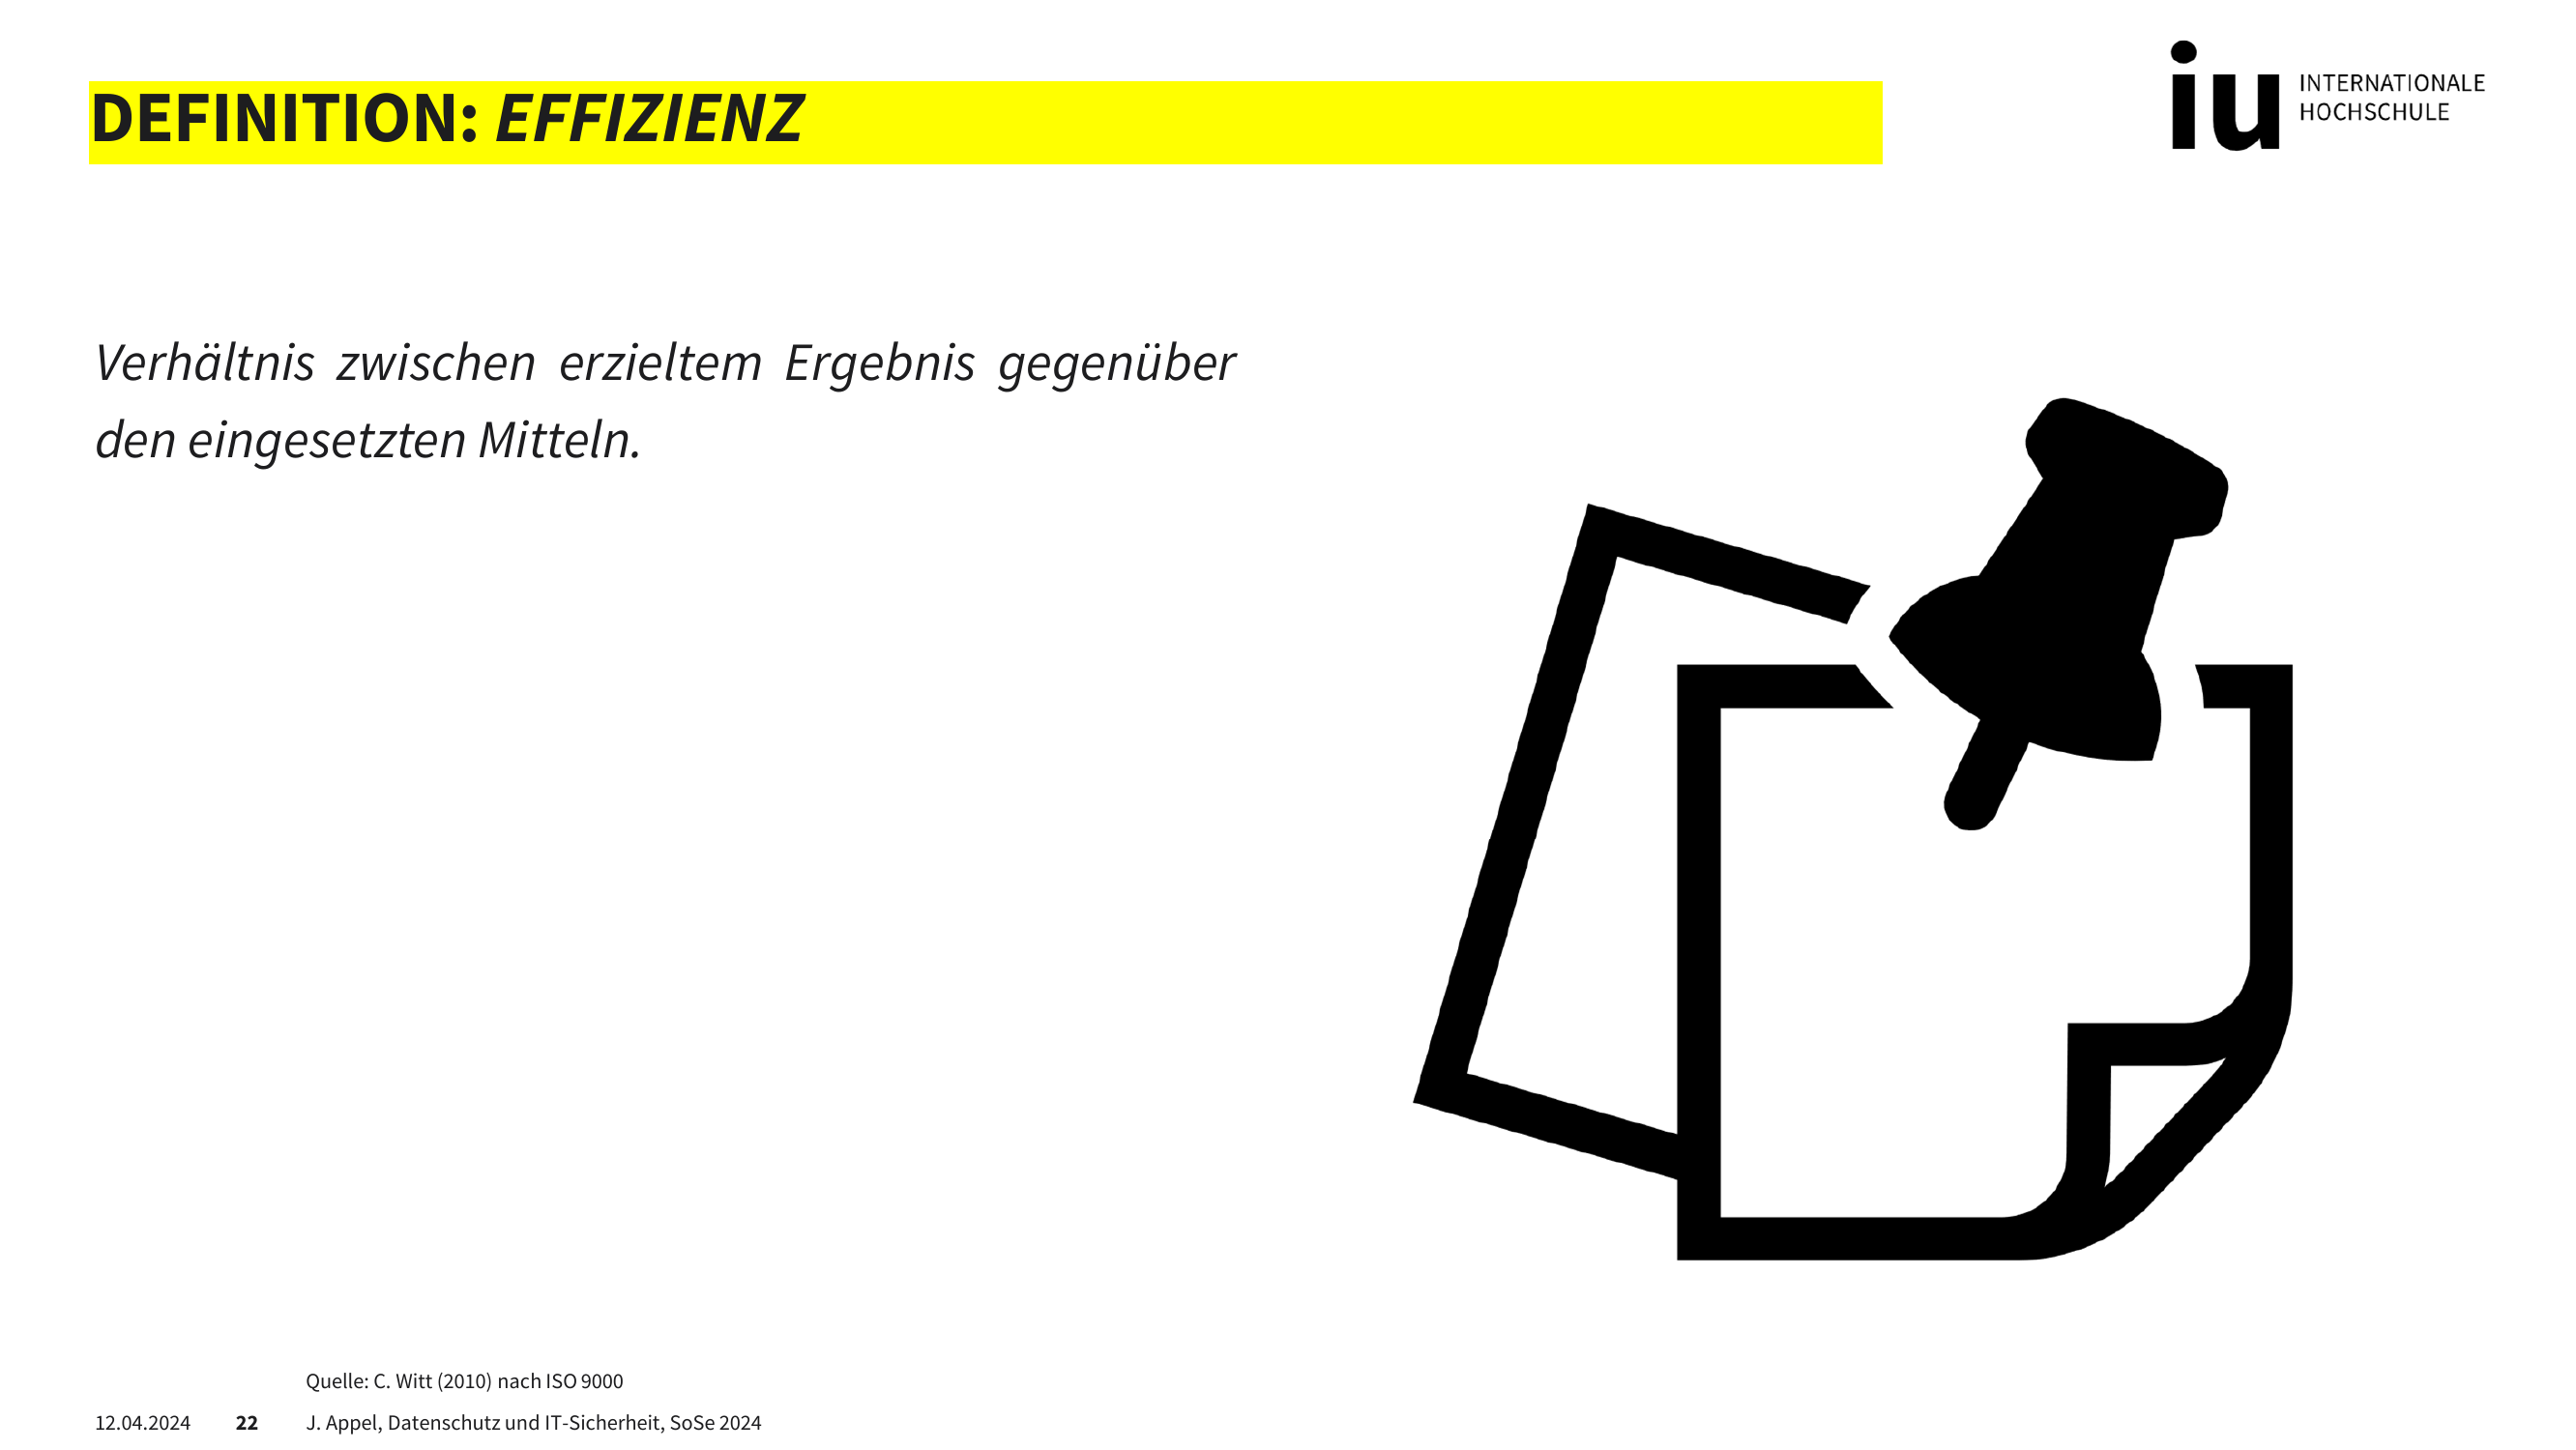 DEFINITION: EFFIZIENZ
iu INTERNATIONALE
HOCHSCHULE
Verhältnis zwischen erzieltem Ergebnis gegenüber
den eingesetzten Mitteln.
Quelle: C. Witt (2010) nach ISO 9000
12.04.2024 22 J. Appel, Datenschutz und IT-Sicherheit, SoSe 2024